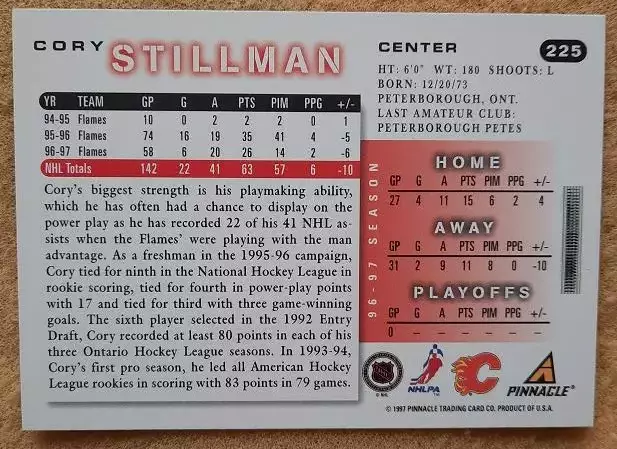 CORY STILLMAN
YR TEAM GP G A PTS PIM PPG +/-
94-95 Flames 10 0 2 2 2 0 1
95-96 Flames 74 16 19 35 41 4 -5
96-97 Flames 58 6 20 26 14 2 -6
NHL Totals 142 22 41 63 57 6 -10
Cory's biggest strength is his playmaking ability,
which he has often had a chance to display on the
power play as he has recorded 22 of his 41 NHL as-
sists when the Flames' were playing with the man
advantage. As a freshman in the 1995-96 campaign,
Cory tied for ninth in the National Hockey League in
rookie scoring, tied for fourth in power-play points
with 17 and tied for third with three game-winning
goals. The sixth player selected in the 1992 Entry
Draft, Cory recorded at least 80 points in each of his
three Ontario Hockey League seasons. In 1993-94,
Cory's first pro season, he led all American Hockey
League rookies in scoring with 83 points in 79 games.
CENTER 225
HT: 6'0" WT: 180 SHOOTS: L
BORN: 12/20/73
PETERBOROUGH, ONT.
LAST AMATEUR CLUB:
PETERBOROUGH PETES
96-97 SEASON
HOME
GP G A PTS PIM PPG +/-
27 4 11 15 6 2 4
AWAY
GP G A PTS PIM PPG +/-
31 2 9 11 8 0 -10
PLAYOFFS
GP G A PTS PIM PPG +/-
0 – – – – – –
NHL
NHLPA
PINNACLE
© 1997 PINNACLE TRADING CARD CO. PRODUCT OF U.S.A.